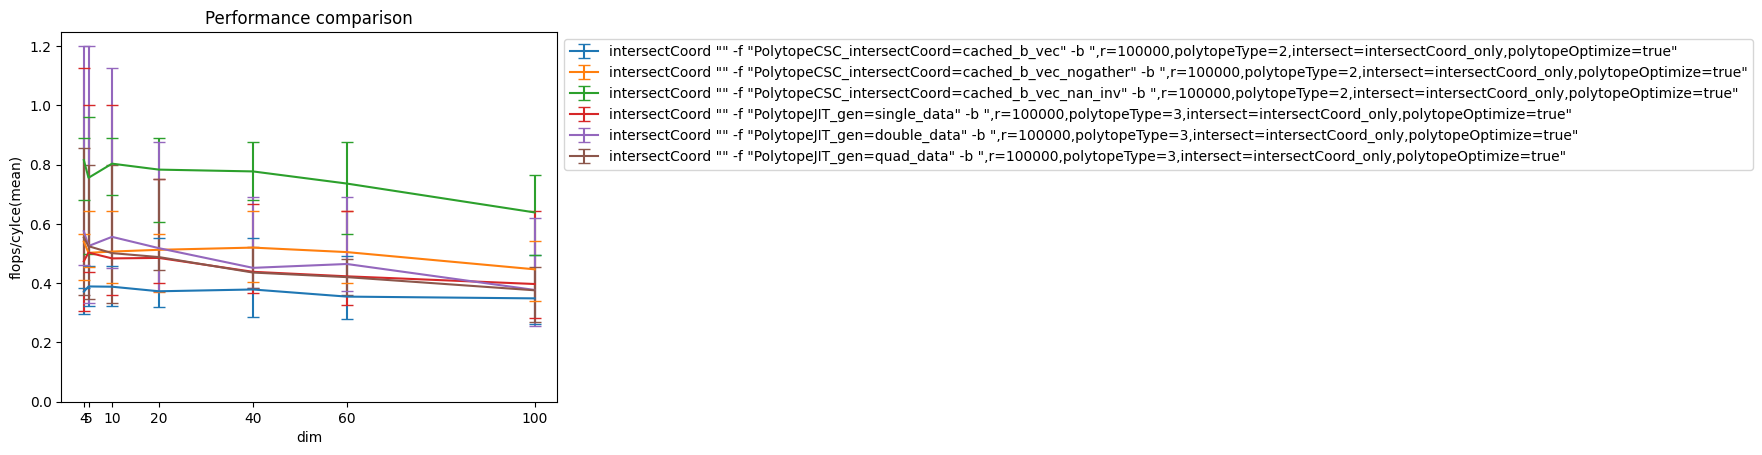 Performance comparison
flops/cylce(mean)
1.2
1.0
0.8
0.6
0.4
0.2
0.0
4 5 10 20 40 60 100
dim
intersectCoord "" -f "PolytopeCSC_intersectCoord=cached_b_vec" -b ",r=100000,polytopeType=2,intersect=intersectCoord_only,polytopeOptimize=true"
intersectCoord "" -f "PolytopeCSC_intersectCoord=cached_b_vec_nogather" -b ",r=100000,polytopeType=2,intersect=intersectCoord_only,polytopeOptimize=true"
intersectCoord "" -f "PolytopeCSC_intersectCoord=cached_b_vec_nan_inv" -b ",r=100000,polytopeType=2,intersect=intersectCoord_only,polytopeOptimize=true"
intersectCoord "" -f "PolytopeJIT_gen=single_data" -b ",r=100000,polytopeType=3,intersect=intersectCoord_only,polytopeOptimize=true"
intersectCoord "" -f "PolytopeJIT_gen=double_data" -b ",r=100000,polytopeType=3,intersect=intersectCoord_only,polytopeOptimize=true"
intersectCoord "" -f "PolytopeJIT_gen=quad_data" -b ",r=100000,polytopeType=3,intersect=intersectCoord_only,polytopeOptimize=true"